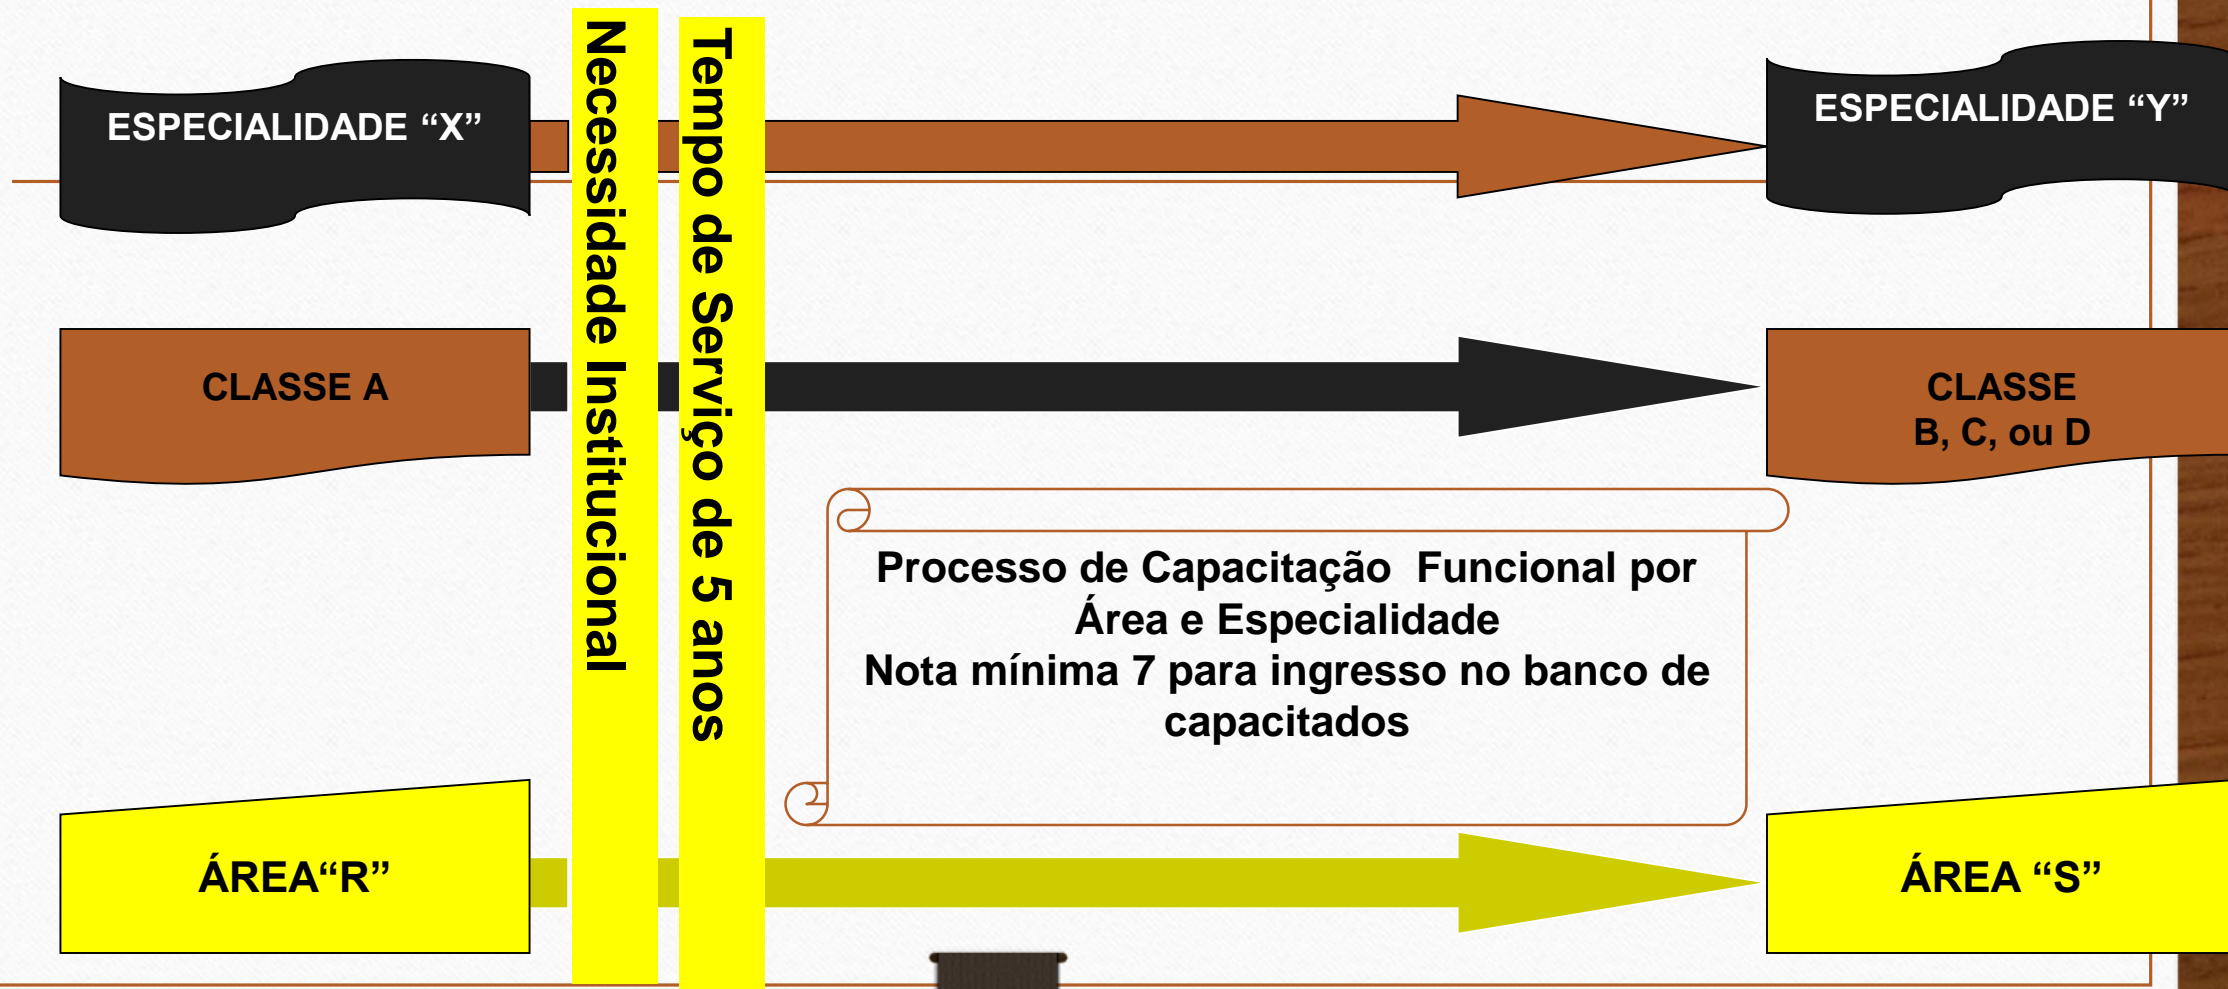 ESPECIALIDADE “X”
Necessidade Institucional
Tempo de Serviço de 5 anos
ESPECIALIDADE “Y”
CLASSE A
CLASSE
B, C, ou D
Processo de Capacitação  Funcional por
Área e Especialidade
Nota mínima 7 para ingresso no banco de
capacitados
ÁREA“R”
ÁREA “S”